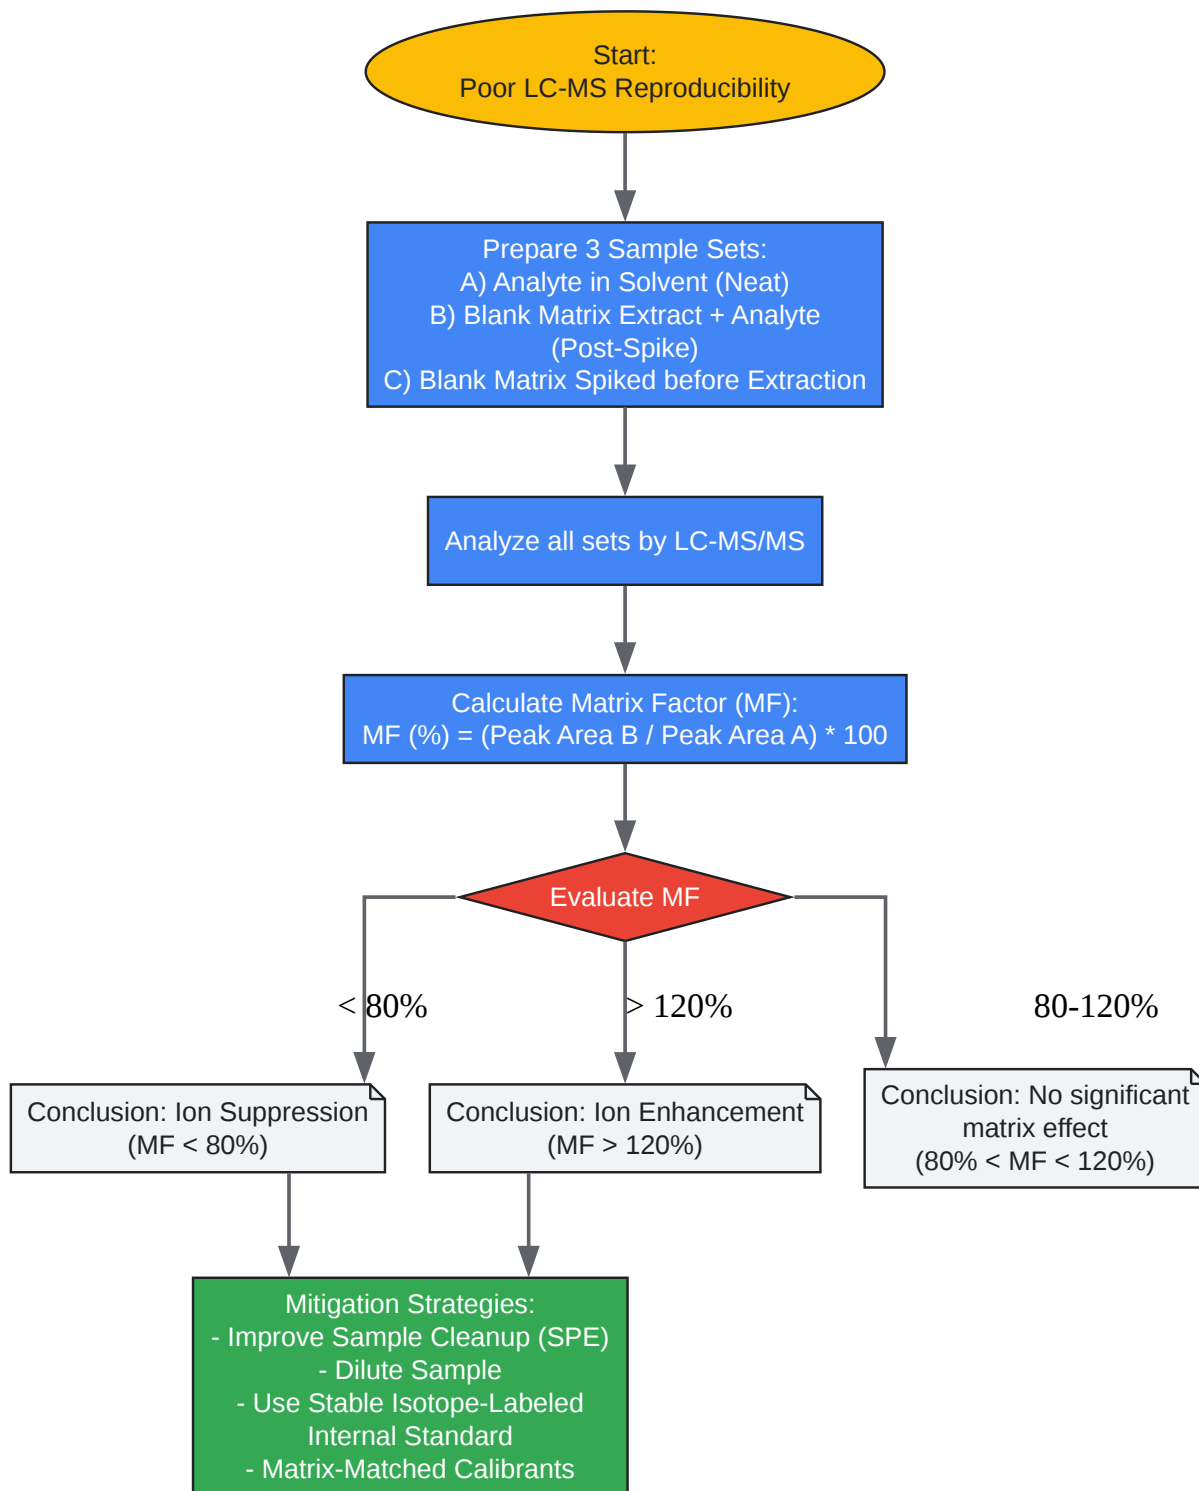 Start:
Poor LC-MS Reproducibility
Prepare 3 Sample Sets:
A) Analyte in Solvent (Neat)
B) Blank Matrix Extract + Analyte
(Post-Spike)
C) Blank Matrix Spiked before Extraction
Analyze all sets by LC-MS/MS
Calculate Matrix Factor (MF):
MF (%) = (Peak Area B / Peak Area A) * 100
Evaluate MF
< 80%
> 120%
80-120%
Conclusion: Ion Suppression
(MF < 80%)
Conclusion: Ion Enhancement
(MF > 120%)
Conclusion: No significant
matrix effect
(80% < MF < 120%)
Mitigation Strategies:
- Improve Sample Cleanup (SPE)
- Dilute Sample
- Use Stable Isotope-Labeled
Internal Standard
- Matrix-Matched Calibrants